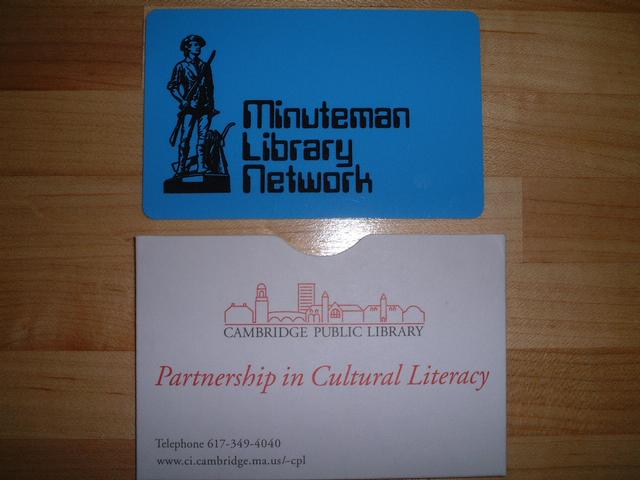 Minuteman
Library
Network
CAMBRIDGE PUBLIC LIBRARY
Partnership in Cultural Literacy
Telephone 617-349-4040
www.ci.cambridge.ma.us/-cpl